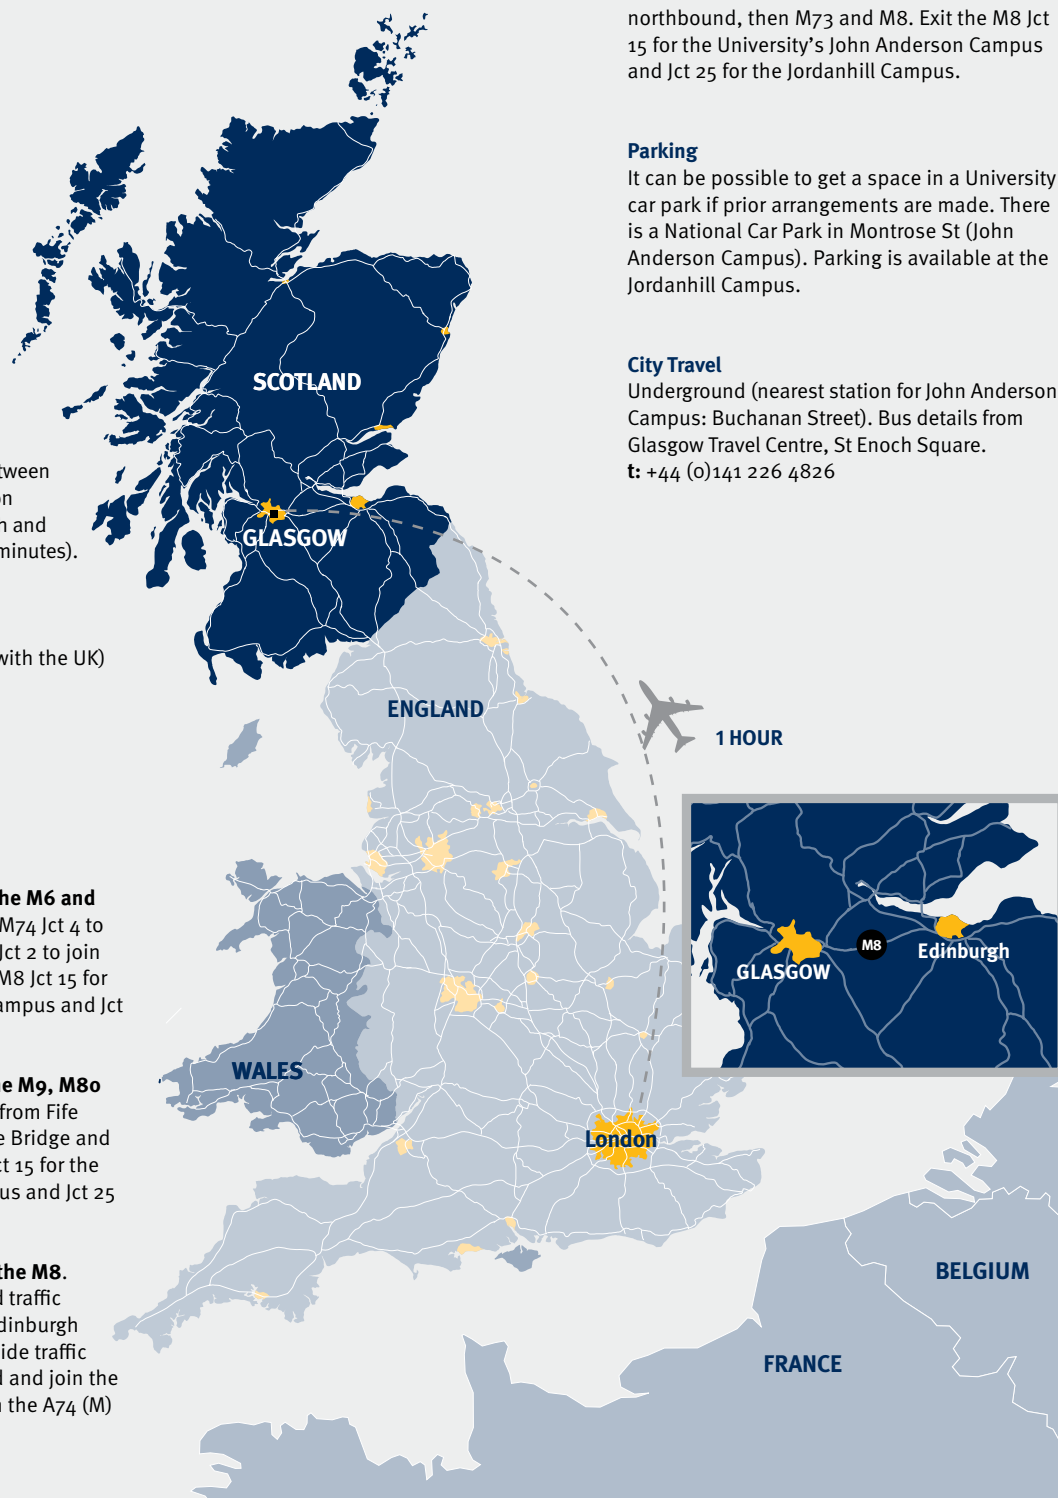 northbound, then M73 and M8. Exit the M8 Jct
15 for the University's John Anderson Campus
and Jct 25 for the Jordanhill Campus.
Parking
It can be possible to get a space in a University
car park if prior arrangements are made. There
is a National Car Park in Montrose St (John
Anderson Campus). Parking is available at the
Jordanhill Campus.
City Travel
Underground (nearest station for John Anderson
Campus: Buchanan Street). Bus details from
Glasgow Travel Centre, St Enoch Square.
t: +44 (0)141 226 4826
tween
on
n and
minutes).
with the UK)
he M6 and
M74 Jct 4 to
Jct 2 to join
M8 Jct 15 for
ampus and Jct
ne M9, M80
from Fife
e Bridge and
ct 15 for the
us and Jct 25
the M8.
d traffic
dinburgh
ide traffic
d and join the
n the A74 (M)
SCOTLAND
GLASGOW
ENGLAND
1 HOUR
M8
Edinburgh
GLASGOW
WALES
London
BELGIUM
FRANCE